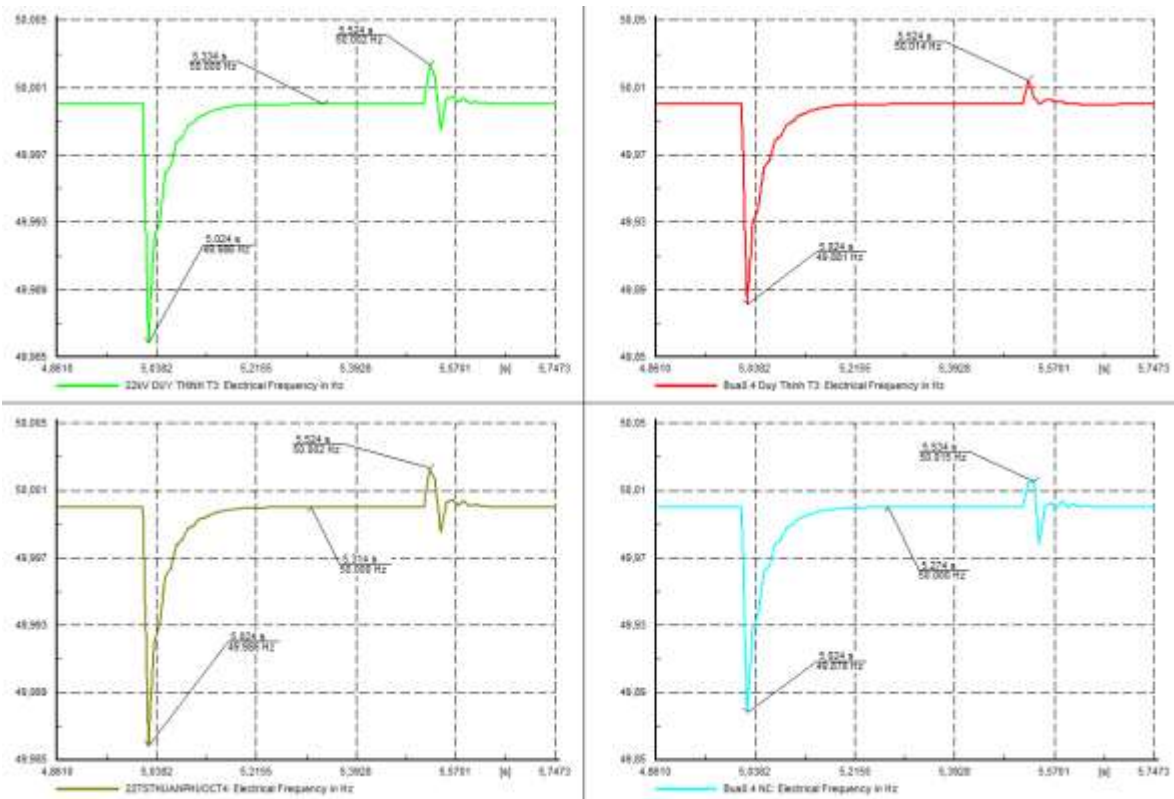 50,005
5,524 s
50.002 Hz
5.334 s
50.000 Hz
50,001
49,997
49,993
5.024 s
49.986 Hz
49,989
49,985
4,8610
5,0382
5,2155
5,3928
5,5701
[s]
5,7473
22kV DUY THINH T3: Electrical Frequency in Hz
50,05
5.524 s
50.014 Hz
50,01
49,97
49,93
5.024 s
49,89
49,85
4,8610
5,0382
5,2155
5,3928
5,5701
[s]
5,7473
Bus0.4 Duy Thinh T3: Electrical Frequency in Hz
50,005
5.524 s
50.002 Hz
50,001
49,997
5.314 s
50.000 Hz
49,993
5.024 s
49.986 Hz
49,989
49,985
4,8610
5,0382
5,2155
5,3928
5,5701
[s]
5,7473
Electrical Frequency in Hz
50,05
5.534 s
50.015 Hz
50,01
49,97
5.274 s
50.000 Hz
49,93
5.024 s
49,89
49,85
4,8610
5,0382
5,2155
5,3928
5,5701
[s]
5,7473
Bus0.4 NC: Electrical Frequency in Hz